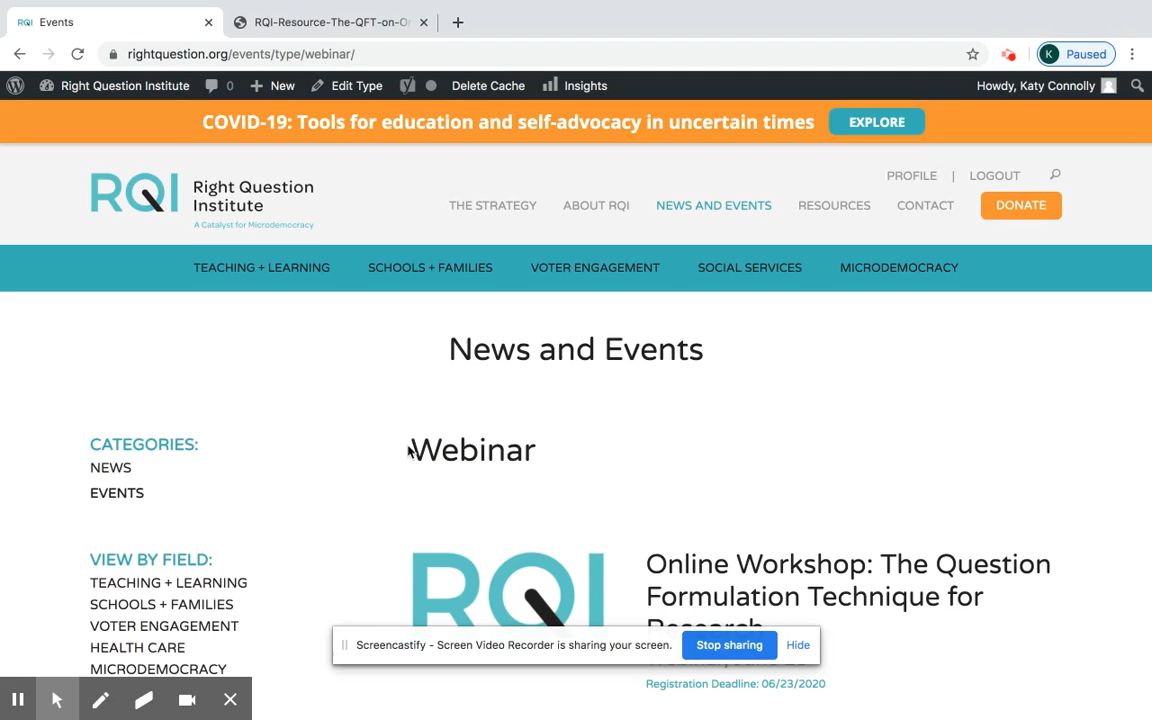 RQI Events
RQI-Resource-The-QFT-on-Or
rightquestion.org/events/type/webinar/
K Paused
Right Question Institute 0 New Edit Type Delete Cache Insights Howdy, Katy Connolly
COVID-19: Tools for education and self-advocacy in uncertain times EXPLORE
PROFILE | LOGOUT
RQI Right Question
Institute
A Catalyst for Microdemocracy
THE STRATEGY ABOUT RQI NEWS AND EVENTS RESOURCES CONTACT DONATE
TEACHING + LEARNING SCHOOLS + FAMILIES VOTER ENGAGEMENT SOCIAL SERVICES MICRODEMOCRACY
News and Events
CATEGORIES:
NEWS
EVENTS
VIEW BY FIELD:
TEACHING + LEARNING
SCHOOLS + FAMILIES
VOTER ENGAGEMENT
HEALTH CARE
MICRODEMOCRACY
Webinar
RQI
Online Workshop: The Question
Formulation Technique for
Research
Registration Deadline: 06/23/2020
Screencastify - Screen Video Recorder is sharing your screen. Stop sharing Hide